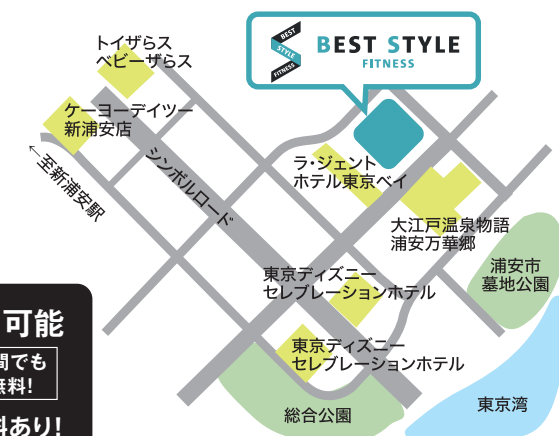 BEST
STYLE
FITNESS
BEST STYLE
FITNESS
トイザらス
ベビーザらス
ケーヨーデイツー
新浦安店
←至新浦安駅
シンボルロード
ラ・ジェント
ホテル東京ベイ
大江戸温泉物語
浦安万華郷
浦安市
墓地公園
東京ディズニー
セレブレーションホテル
東京ディズニー
セレブレーションホテル
総合公園
東京湾
可能
間でも
無料!
料あり!